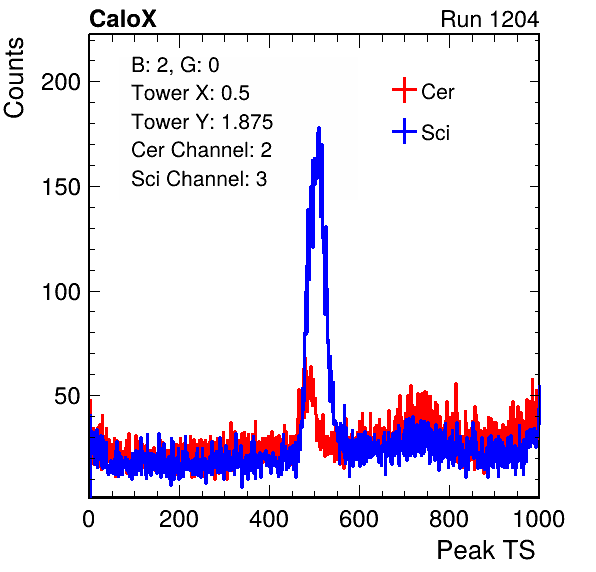 CaloX Run 1204
Counts
B: 2, G: 0
Tower X: 0.5
Tower Y: 1.875
Cer Channel: 2
Sci Channel: 3
Cer
Sci
200
150
100
50
0 200 400 600 800 1000
Peak TS